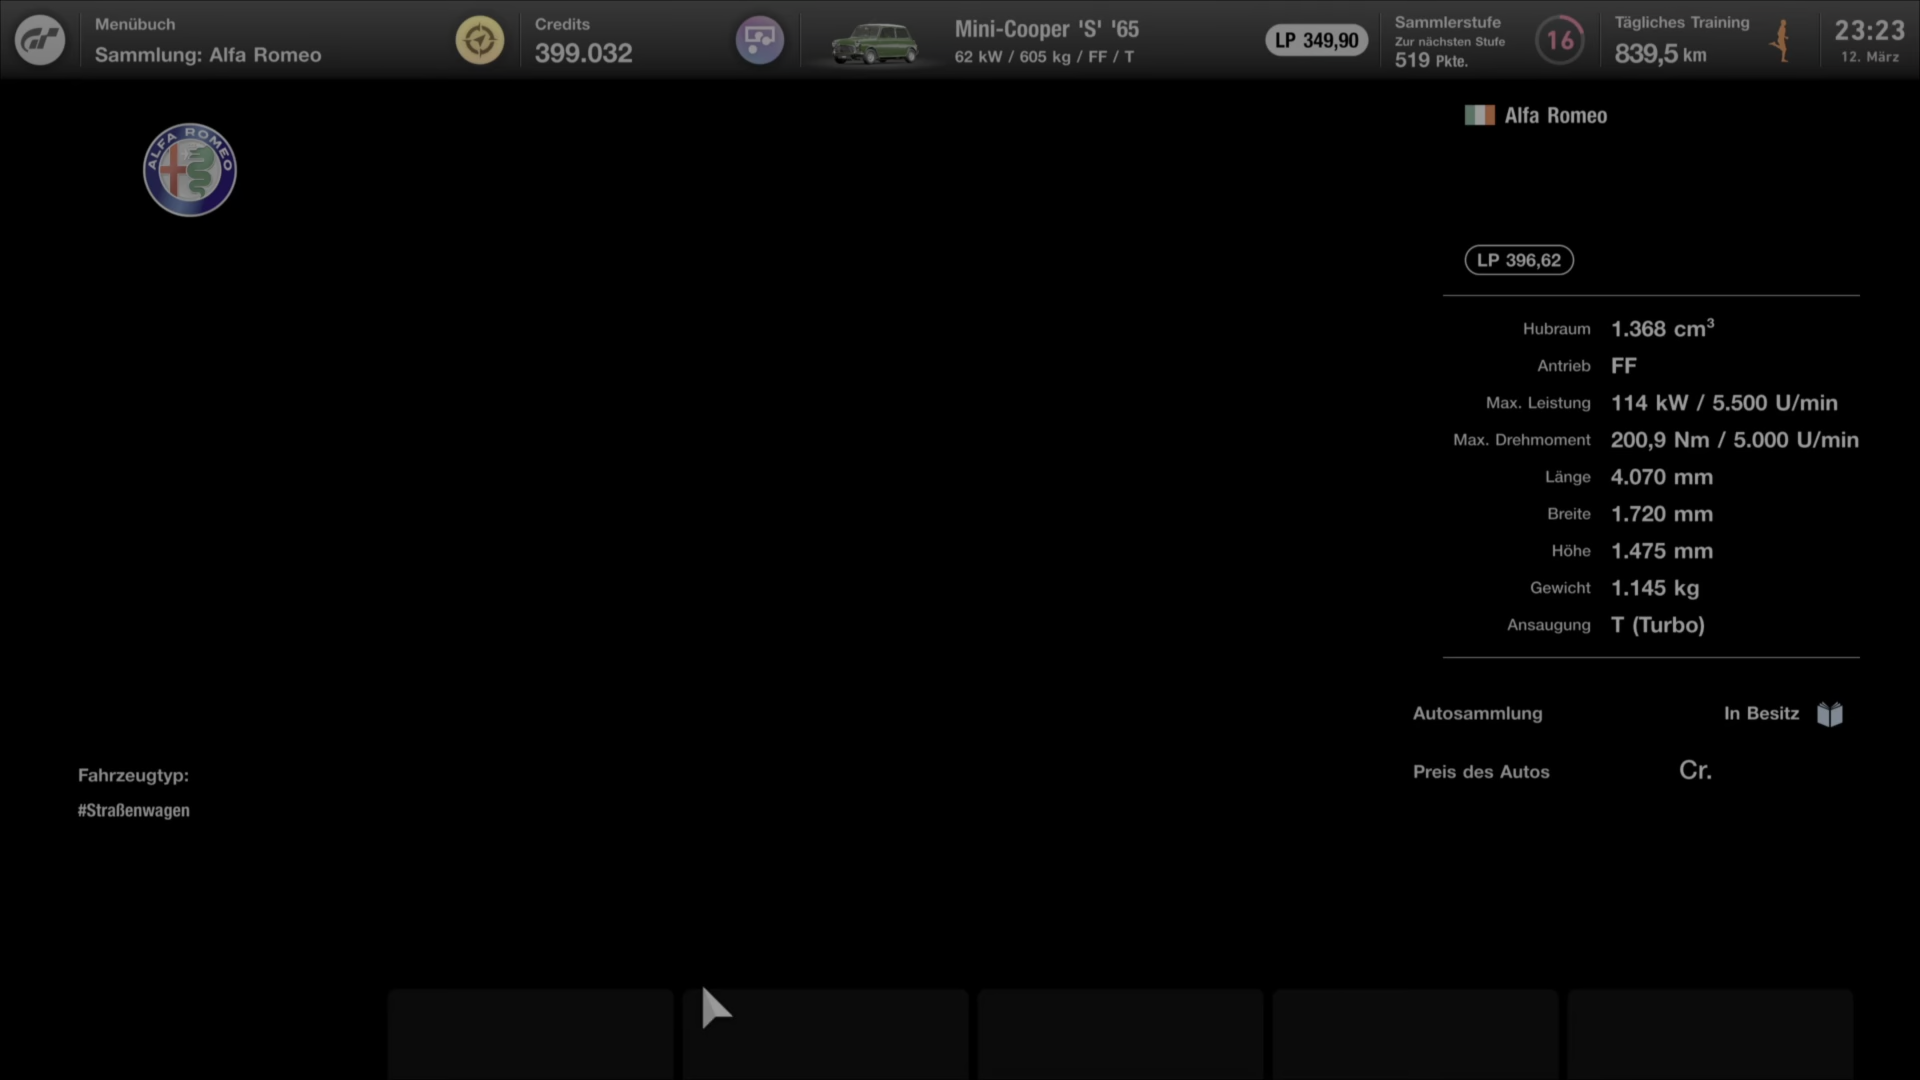 Menübuch
Sammlung: Alfa Romeo
Credits
399.032
Mini-Cooper 'S' '65
62 kW / 605 kg / FF / T
LP 349,90
Sammlerstufe
Zur nächsten Stufe
519 Pkte.
16
Tägliches Training
839,5 km
23:23
12. März
ALFA ROMEO
Alfa Romeo
LP 396,62
Hubraum 1.368 cm³
Antrieb FF
Max. Leistung 114 kW / 5.500 U/min
Max. Drehmoment 200,9 Nm / 5.000 U/min
Länge 4.070 mm
Breite 1.720 mm
Höhe 1.475 mm
Gewicht 1.145 kg
Ansaugung T (Turbo)
Autosammlung In Besitz
Preis des Autos Cr.
Fahrzeugtyp:
#Straßenwagen